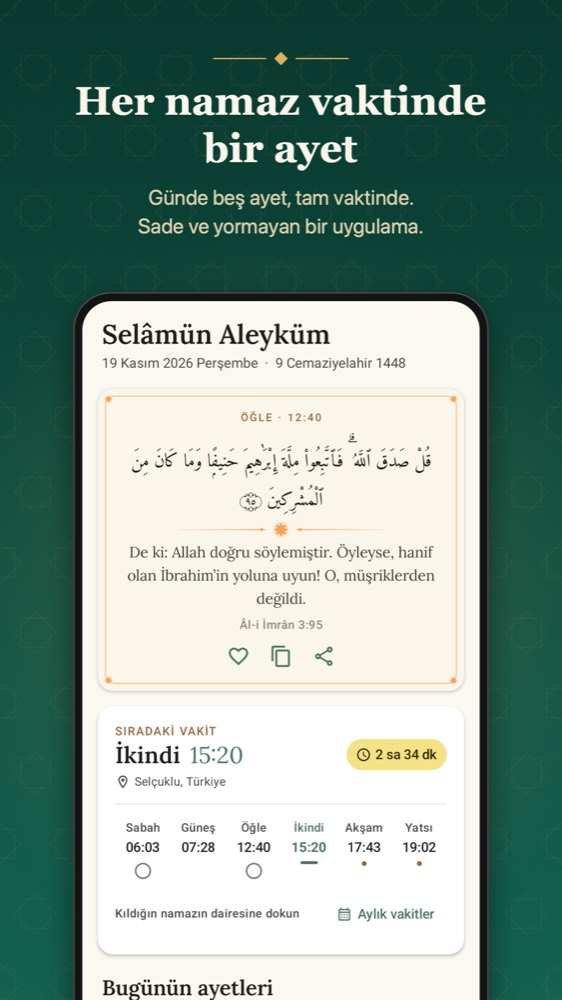 Her namaz vaktinde
bir ayet
Günde beş ayet, tam vaktinde.
Sade ve yormayan bir uygulama.
Selâmün Aleyküm
19 Kasım 2026 Perşembe · 9 Cemaziyelahir 1448
ÖĞLE · 12:40
قُلْ صَدَقَ ٱللَّهُ ۗ فَٱتَّبِعُوا۟ مِلَّةَ إِبْرَٰهِيمَ حَنِيفًا وَمَا كَانَ مِنَ
ٱلْمُشْرِكِينَ ٩٥
De ki: Allah doğru söylemiştir. Öyleyse, hanif
olan İbrahim'in yoluna uyun! O, müşriklerden
değildi.
Âl-i İmrân 3:95
SIRADAKİ VAKİT
İkindi 15:20
2 sa 34 dk
Selçuklu, Türkiye
Sabah Güneş Öğle İkindi Akşam Yatsı
06:03 07:28 12:40 15:20 17:43 19:02
Kıldığın namazın dairesine dokun
Aylık vakitler
Bugünün ayetleri